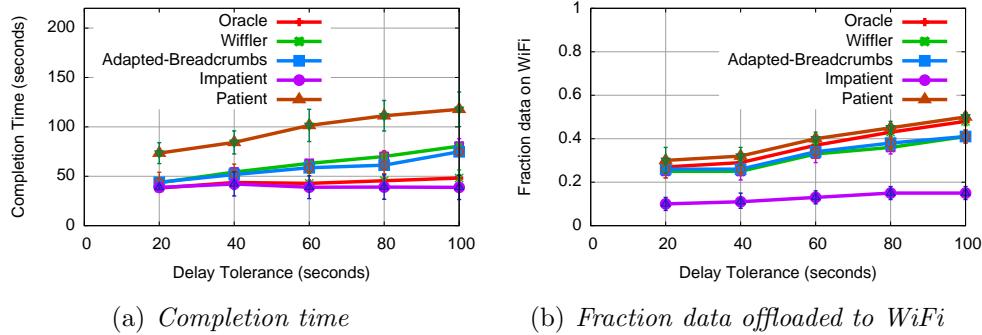 Completion Time (seconds)
220
200
150
100
50
0
0 20 40 60 80 100
Delay Tolerance (seconds)
Oracle
Wiffler
Adapted-Breadcrumbs
Impatient
Patient
(a) Completion time
Fraction data on WiFi
1
0.8
0.6
0.4
0.2
0
0 20 40 60 80 100
Delay Tolerance (seconds)
Oracle
Wiffler
Adapted-Breadcrumbs
Impatient
Patient
(b) Fraction data offloaded to WiFi